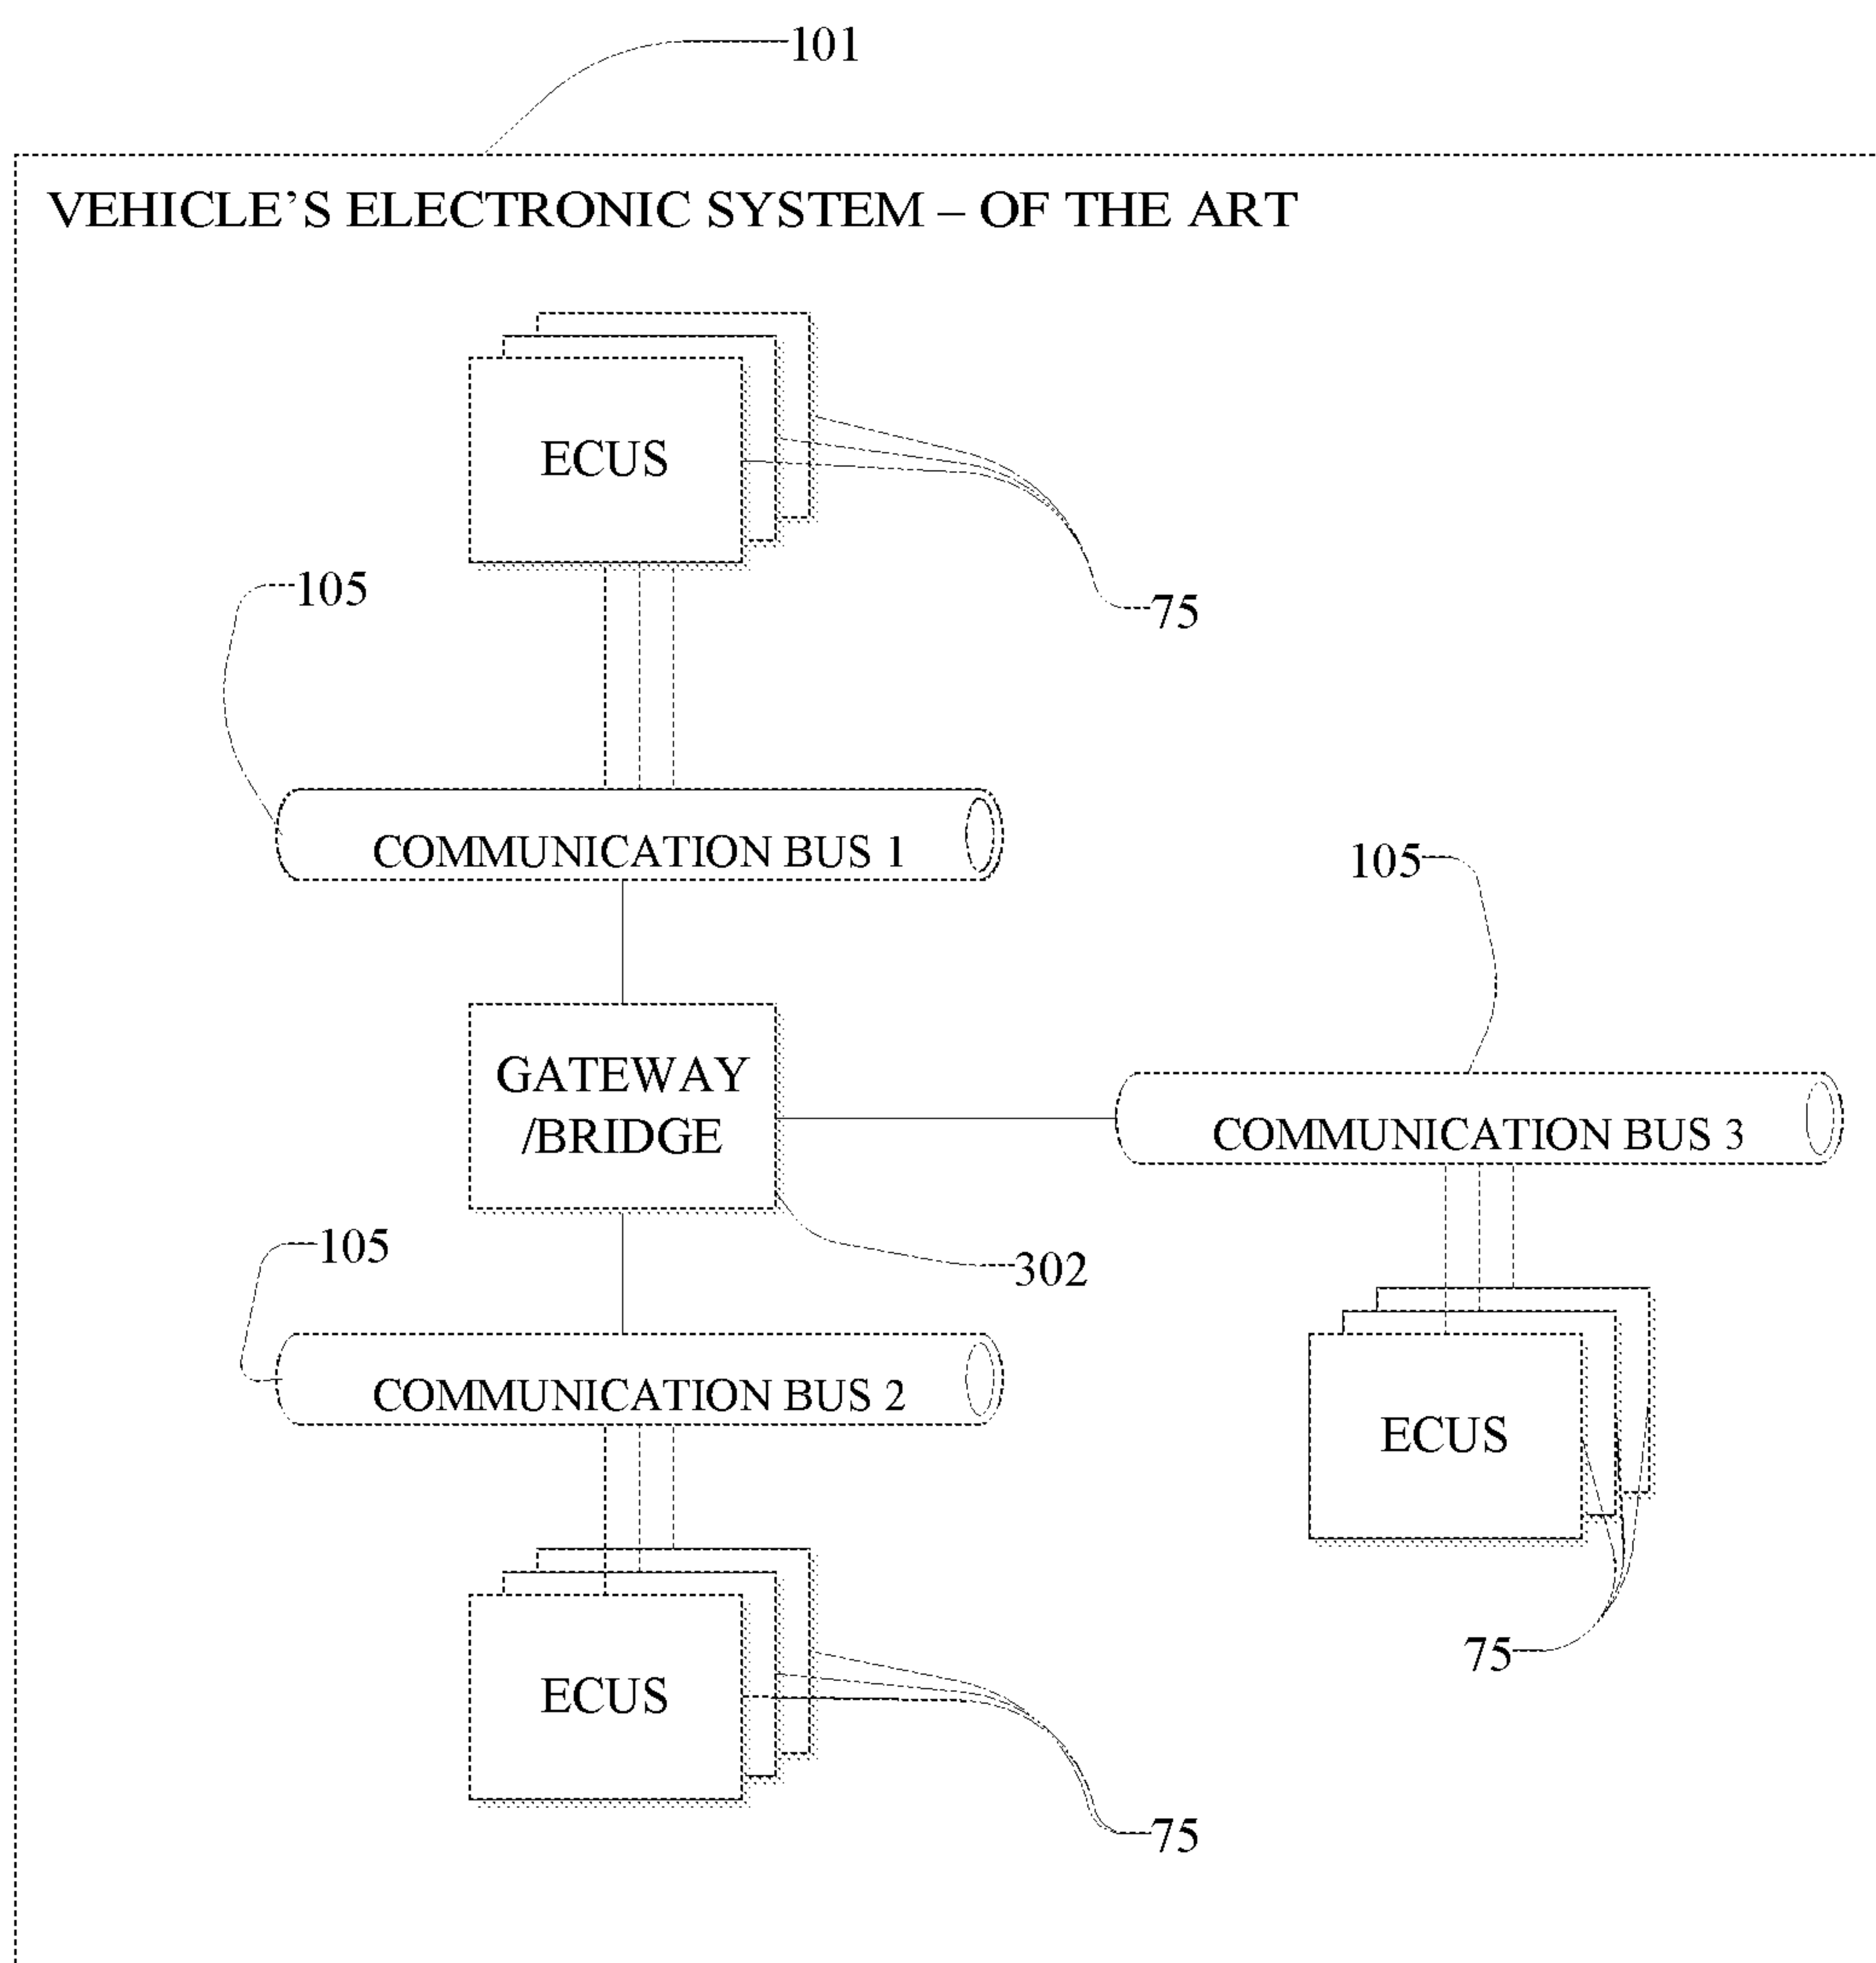 101
VEHICLE’S ELECTRONIC SYSTEM – OF THE ART
ECUS
105
75
COMMUNICATION BUS 1
105
GATEWAY
/BRIDGE
COMMUNICATION BUS 3
105
302
COMMUNICATION BUS 2
ECUS
75
ECUS
75